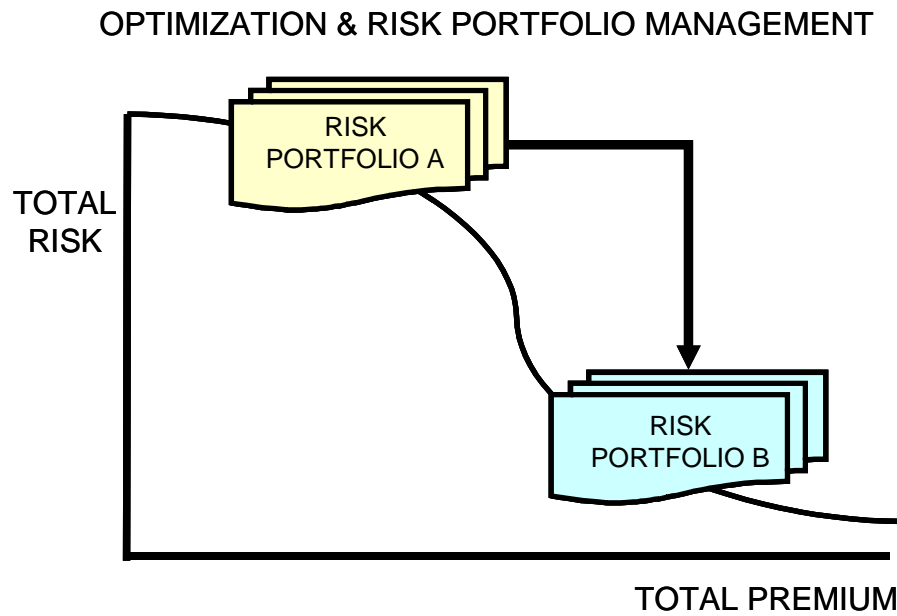 OPTIMIZATION & RISK PORTFOLIO MANAGEMENT
RISK
PORTFOLIO A
TOTAL
RISK
RISK
PORTFOLIO B
TOTAL PREMIUM